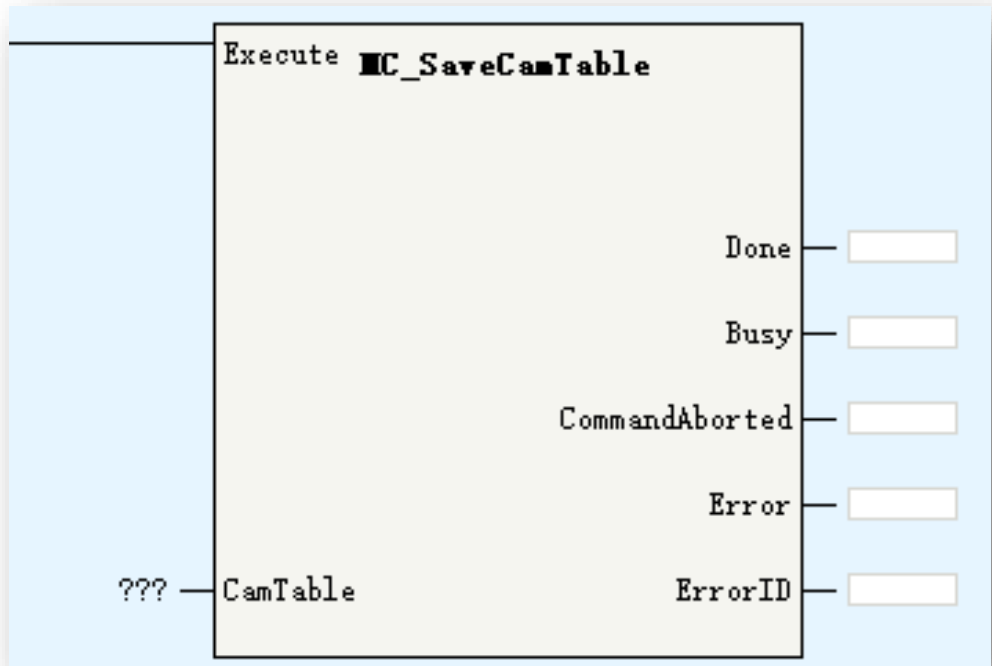 Execute
MC_SaveCamTable
Done
Busy
CommandAborted
Error
??? CamTable
ErrorID